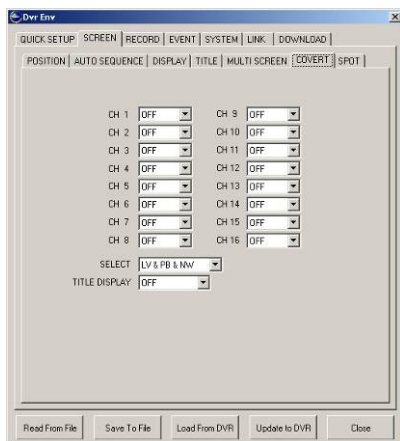 Dvr Env
QUICK SETUP SCREEN RECORD EVENT SYSTEM LINK DOWNLOAD
POSITION AUTO SEQUENCE DISPLAY TITLE MULTI SCREEN COVERT SPOT
CH 1 OFF CH 9 OFF
CH 2 OFF CH 10 OFF
CH 3 OFF CH 11 OFF
CH 4 OFF CH 12 OFF
CH 5 OFF CH 13 OFF
CH 6 OFF CH 14 OFF
CH 7 OFF CH 15 OFF
CH 8 OFF CH 16 OFF
SELECT LV & PB & NW
TITLE DISPLAY OFF
Read From File Save To File Load From DVR Update to DVR Close